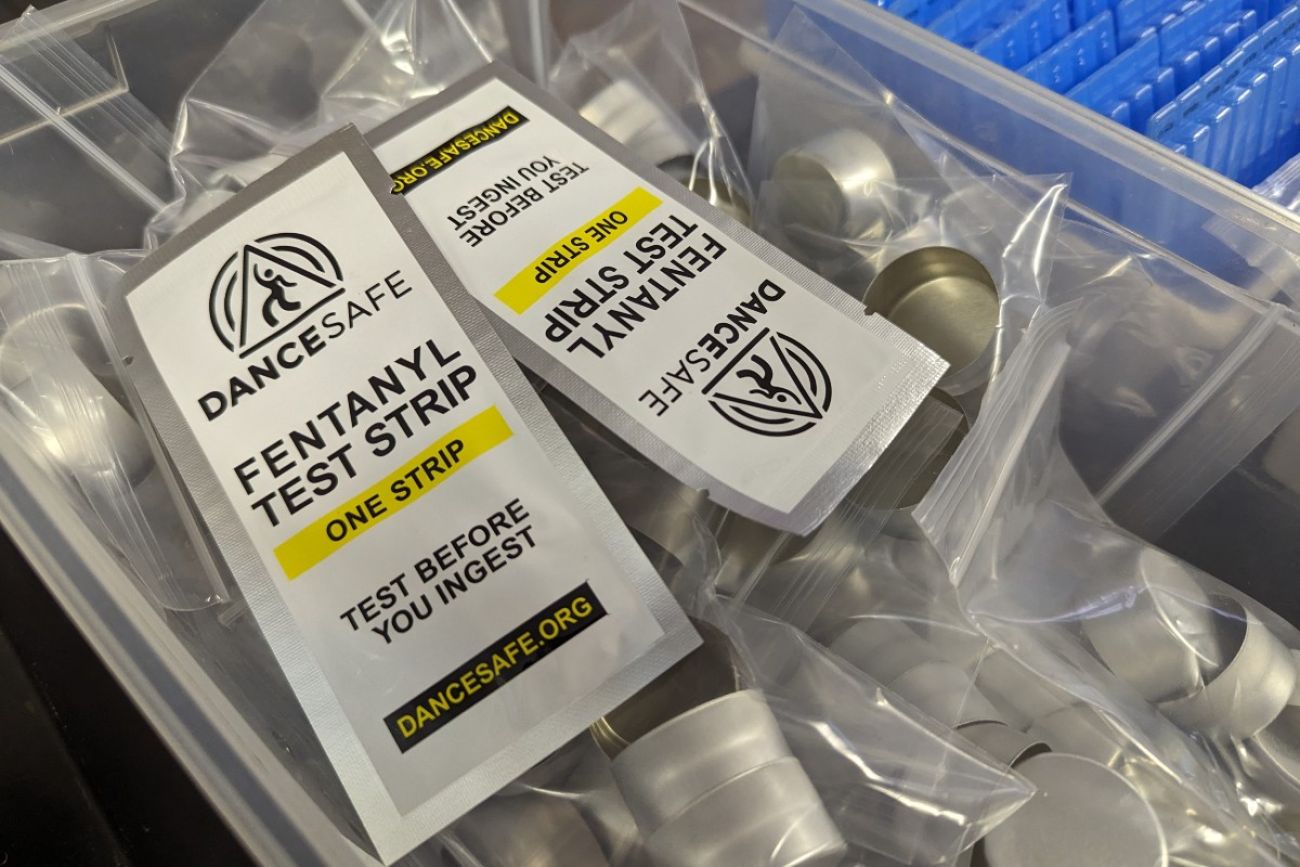 DANCESAFE
FENTANYL
TEST STRIP
ONE STRIP
TEST BEFORE
YOU INGEST
DANCESAFE.ORG
DANCESAFE
FENTANYL
TEST STRIP
ONE STRIP
TEST BEFORE
YOU INGEST
DANCESAFE.ORG